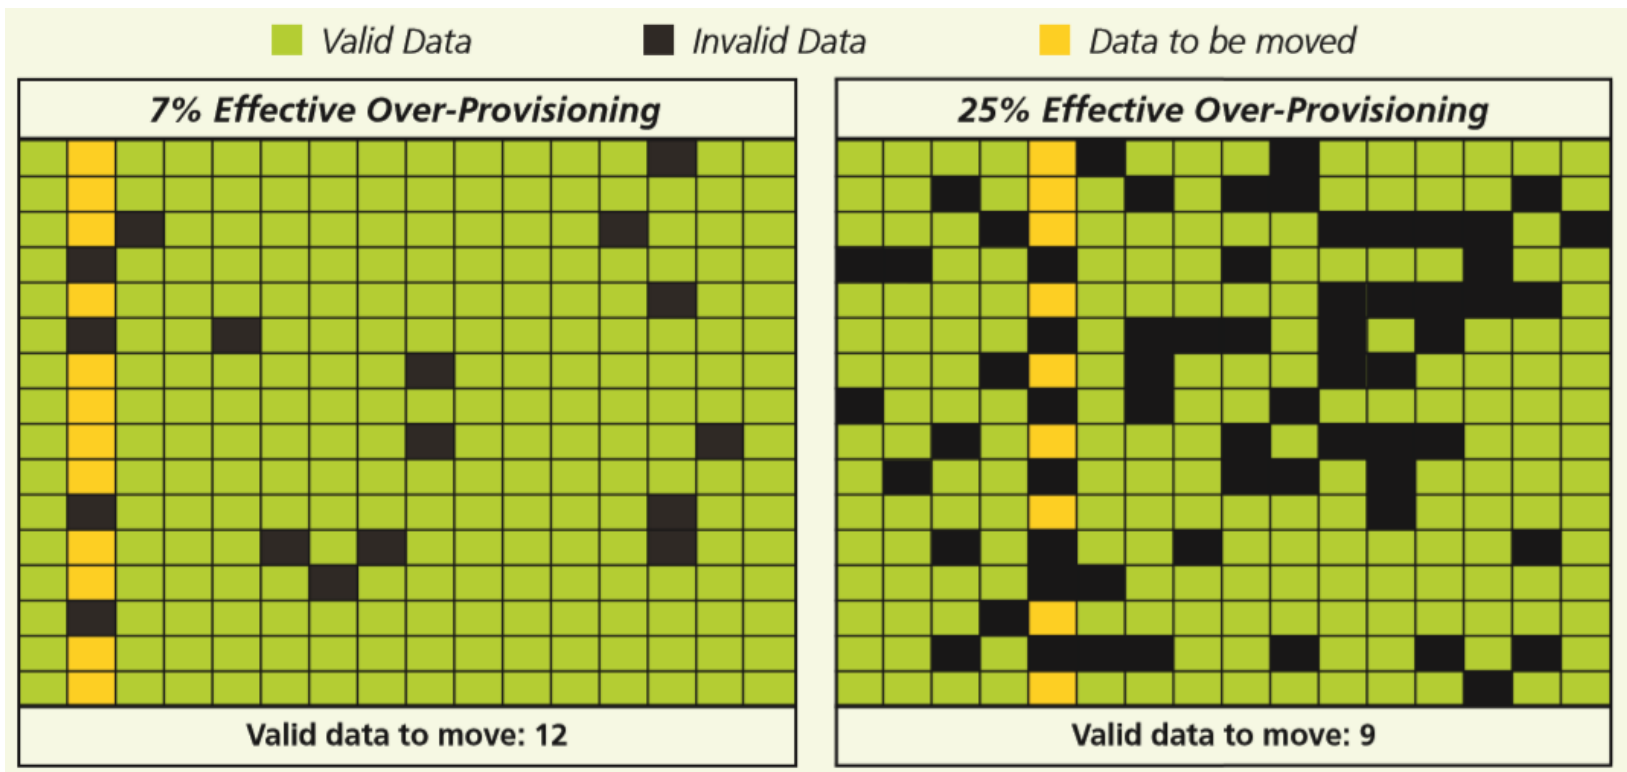 Valid Data
Invalid Data
Data to be moved
7% Effective Over-Provisioning
25% Effective Over-Provisioning
Valid data to move: 12
Valid data to move: 9